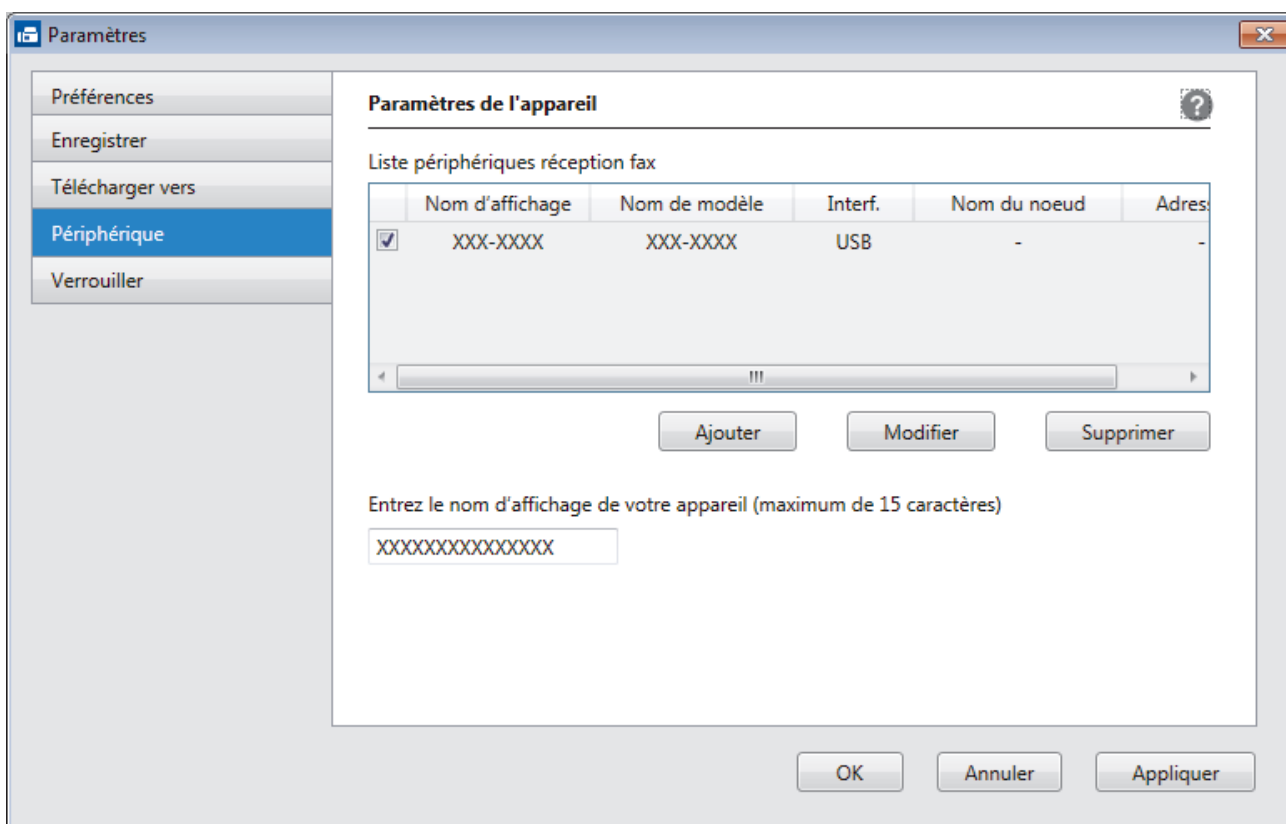 Paramètres
Préférences
Enregistrer
Télécharger vers
Périphérique
Verrouiller
Paramètres de l'appareil
?
Liste périphériques réception fax
Nom d'affichage Nom de modèle Interf. Nom du noeud Adres
XXX-XXXX XXX-XXXX USB - -
Ajouter Modifier Supprimer
Entrez le nom d'affichage de votre appareil (maximum de 15 caractères)
XXXXXXXXXXXXXXX
OK Annuler Appliquer